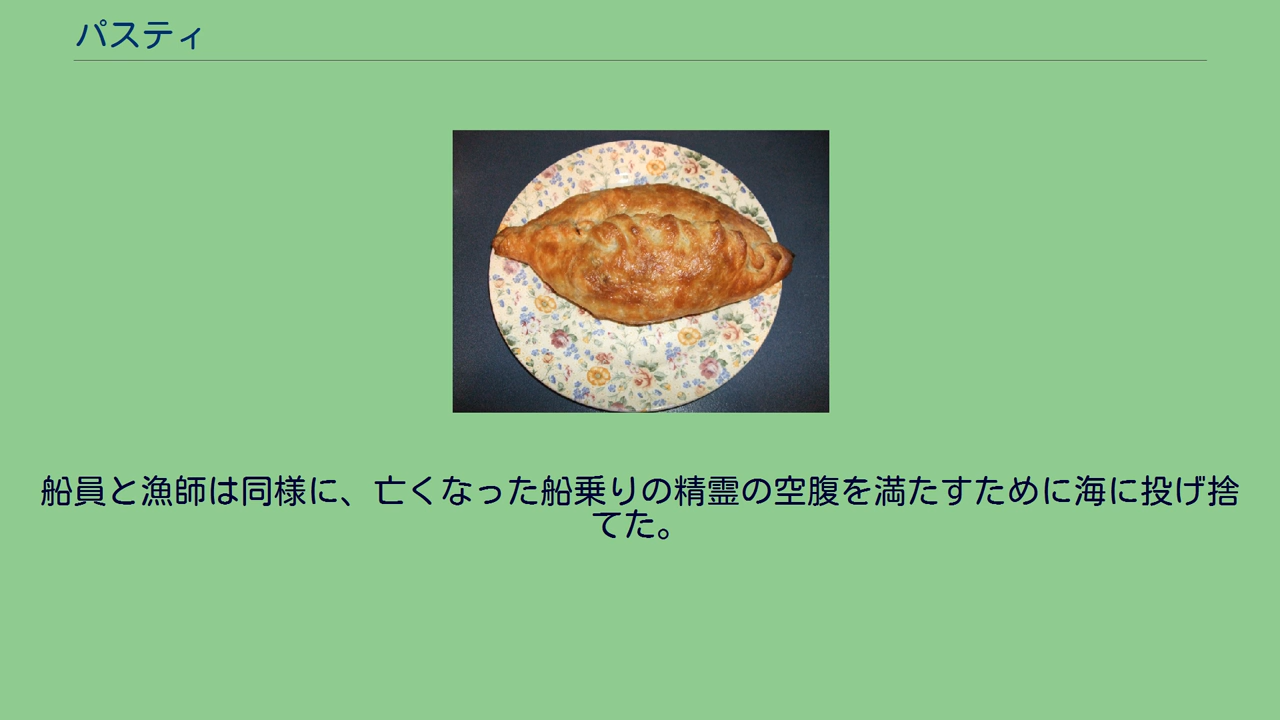 パスティ
船員と漁師は同様に、亡くなった船乗りの精霊の空腹を満たすために海に投げ捨
てた。